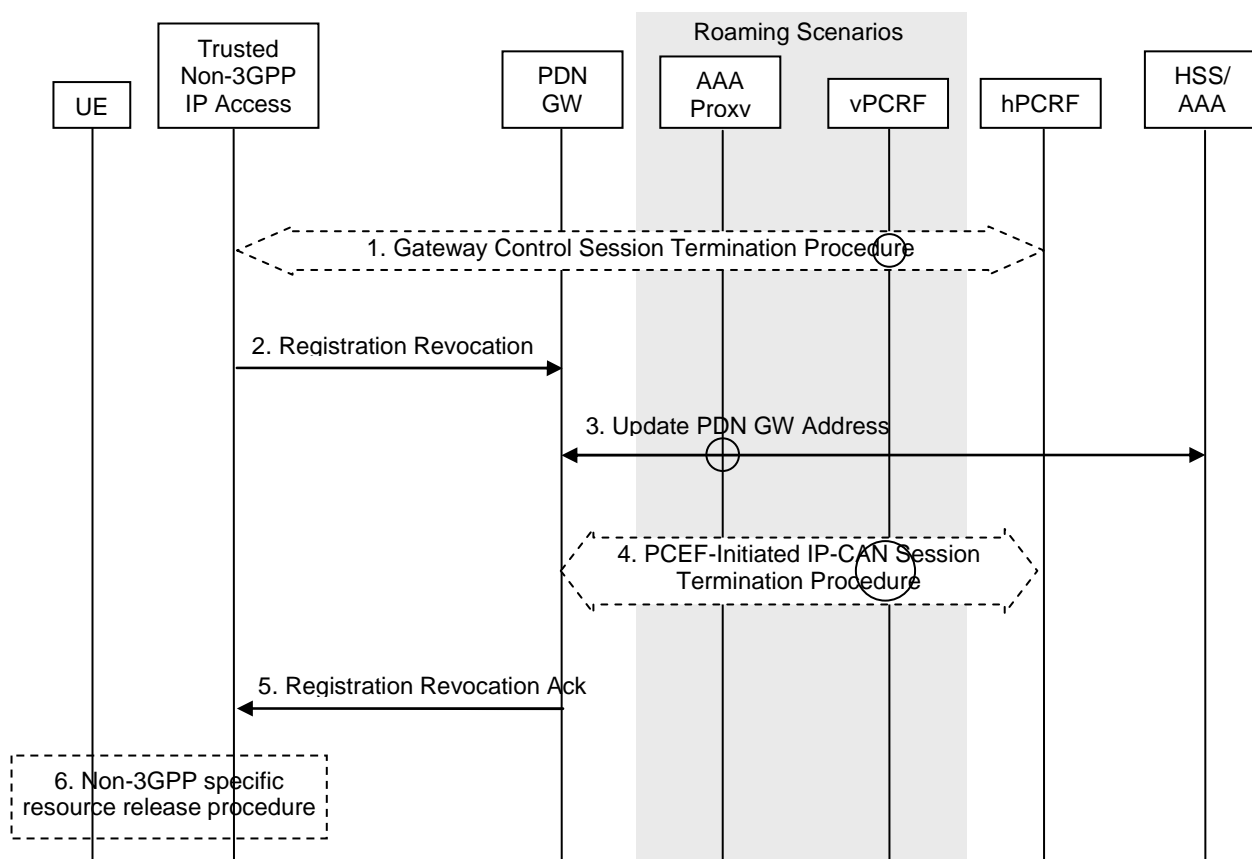 Roaming Scenarios
UE
Trusted
Non-3GPP
IP Access
PDN
GW
AAA
Proxy
vPCRF
hPCRF
HSS/
AAA
1. Gateway Control Session Termination Procedure
2. Registration Revocation
3. Update PDN GW Address
4. PCEF-Initiated IP-CAN Session
Termination Procedure
5. Registration Revocation Ack
6. Non-3GPP specific
resource release procedure